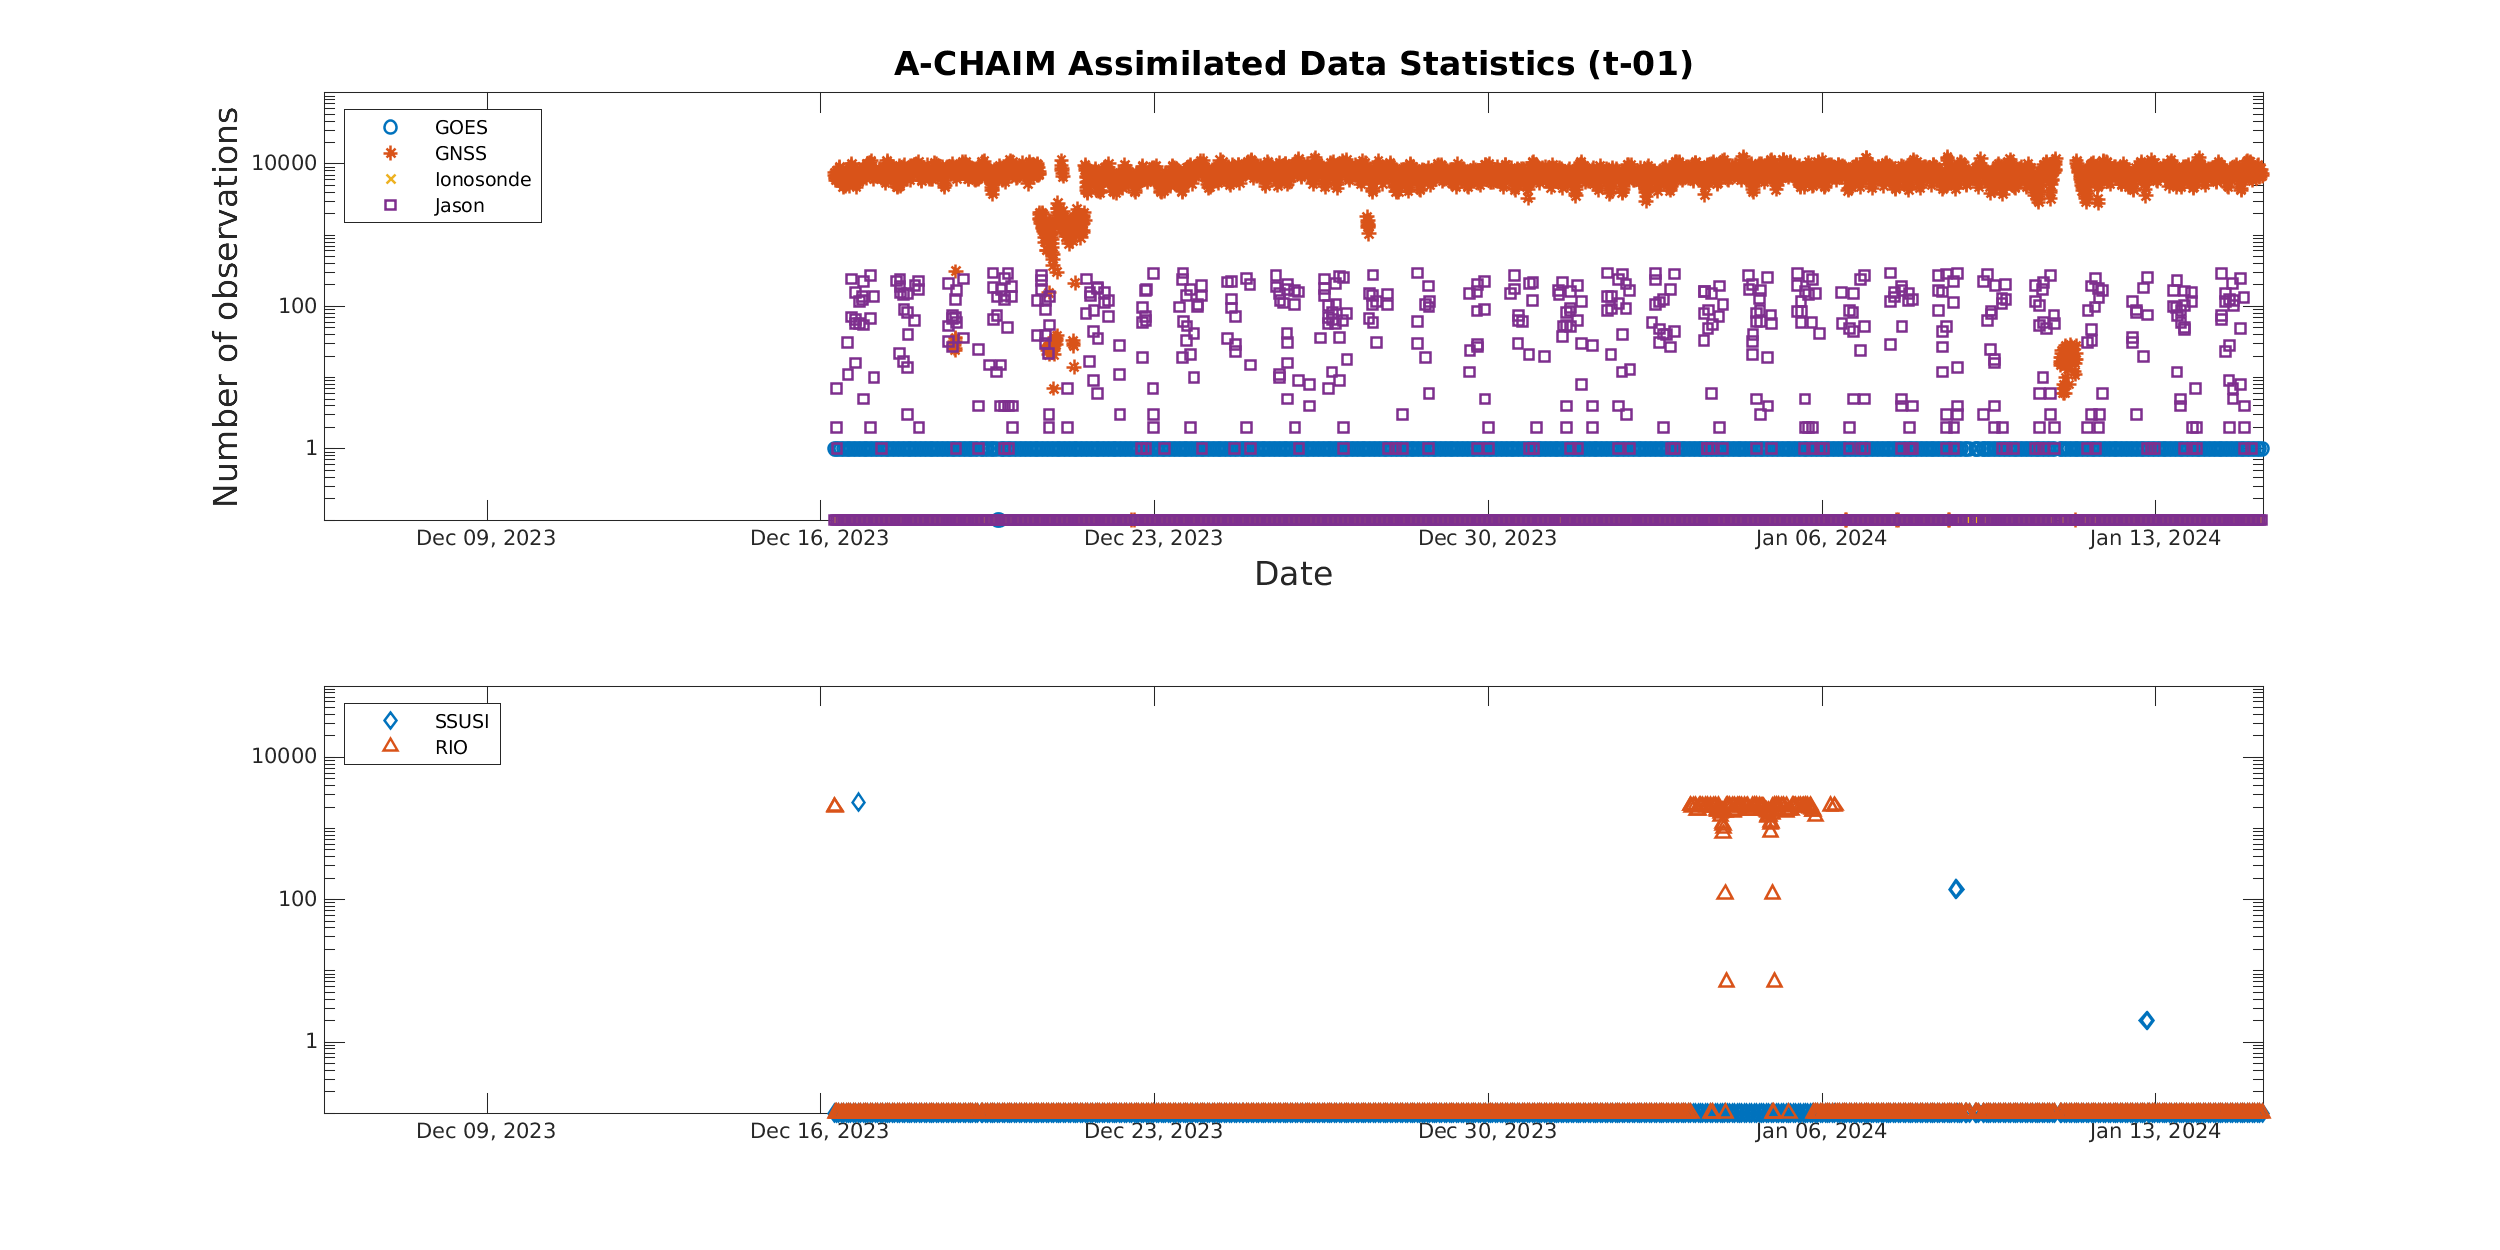 A-CHAIM Assimilated Data Statistics (t-01)
Number of observations
10000
100
1
GOES
GNSS
Ionosonde
Jason
Dec 09, 2023
Dec 16, 2023
Dec 23, 2023
Dec 30, 2023
Jan 06, 2024
Jan 13, 2024
Date
10000
100
1
SSUSI
RIO
Dec 09, 2023
Dec 16, 2023
Dec 23, 2023
Dec 30, 2023
Jan 06, 2024
Jan 13, 2024